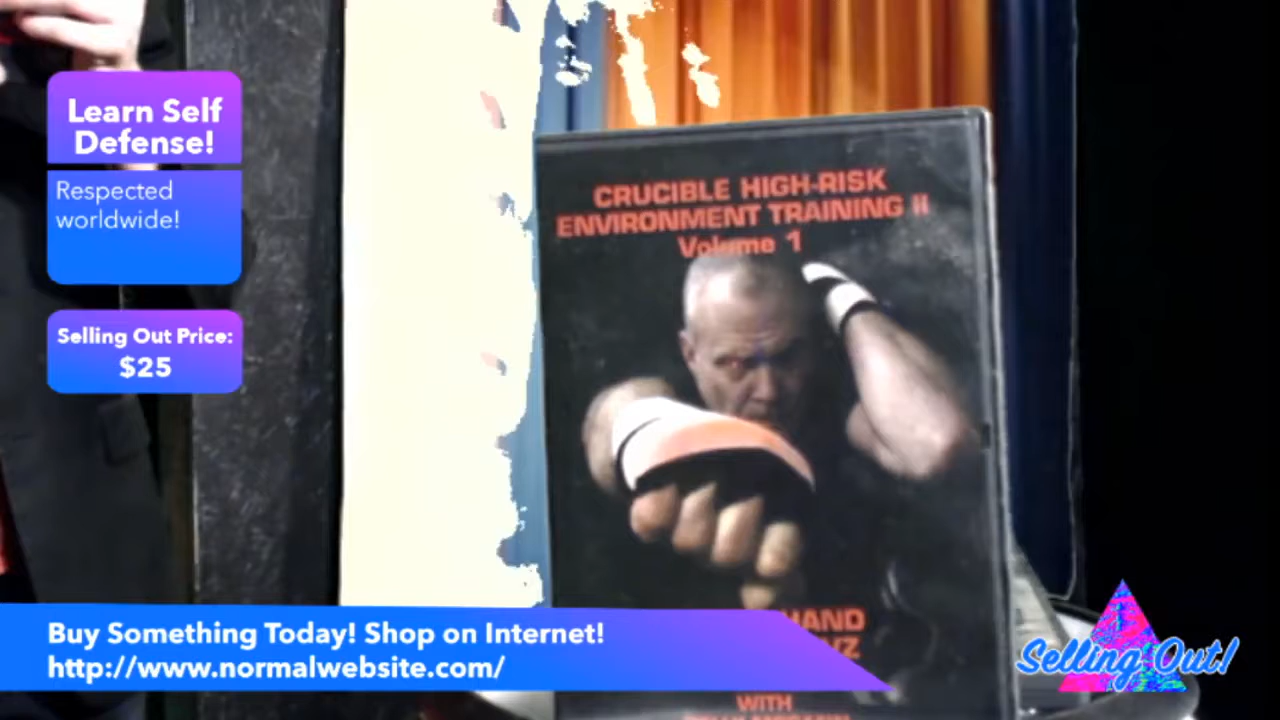 Learn Self
Defense!
Respected
worldwide!
Selling Out Price:
$25
CRUCIBLE HIGH-RISK
ENVIRONMENT TRAINING II
Volume 1
HAND
WITH
Buy Something Today! Shop on Internet!
http://www.normalwebsite.com/
Selling Out!